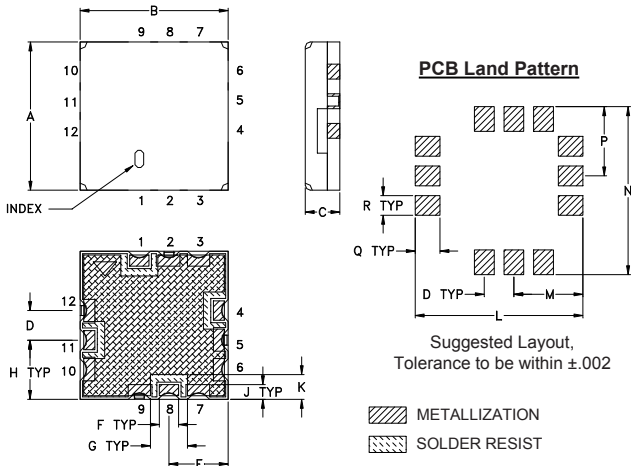 B
9 8 7
A
10
11
12
6
5
4
INDEX
1 2 3
C
PCB Land Pattern
P
N
R TYP
Q TYP
D TYP
M
L
Suggested Layout,
Tolerance to be within ±.002
METALLIZATION
SOLDER RESIST
1 2 3
12
11
10
4
5
6
D
H TYP
9 8 7
J TYP
K
F TYP
G TYP
E